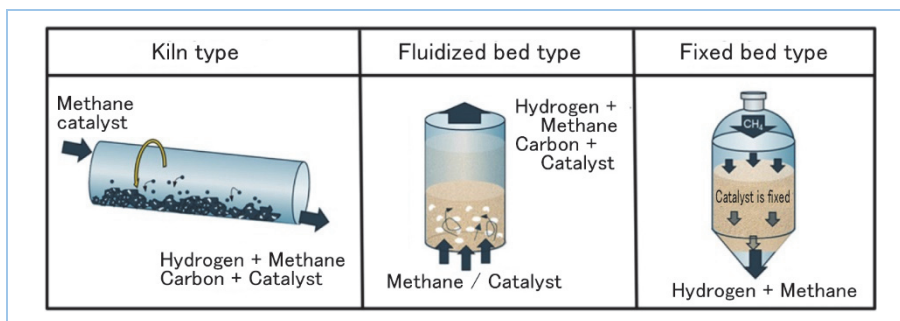 Kiln type
Fluidized bed type
Fixed bed type
Methane
catalyst
Hydrogen + Methane
Carbon + Catalyst
Hydrogen +
Methane
Carbon +
Catalyst
Methane / Catalyst
CH₄
Catalyst is fixed
Hydrogen + Methane